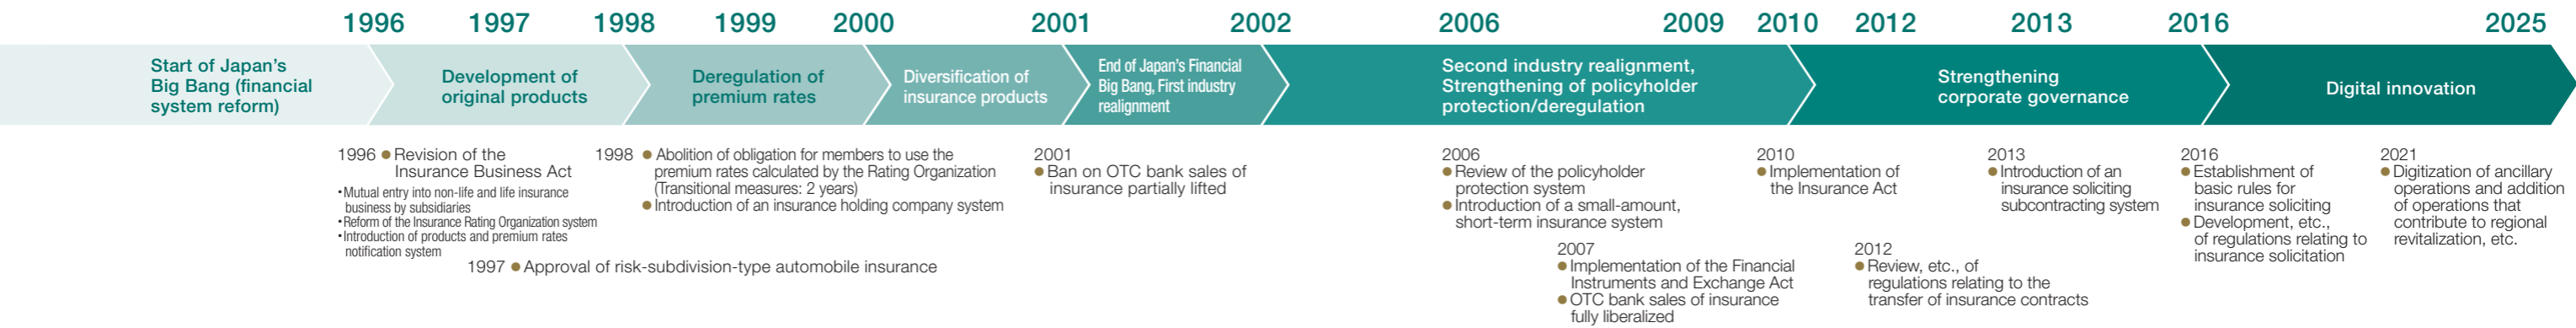 1996 1997 1998 1999 2000 2001 2002 2006 2009 2010 2012 2013 2016 2025
Start of Japan's
Big Bang (financial
system reform)
Development of
original products
Deregulation of
premium rates
Diversification of
insurance products
End of Japan's Financial
Big Bang, First industry
realignment
Second industry realignment,
Strengthening of policyholder
protection/deregulation
Strengthening
corporate governance
Digital innovation
1996 ● Revision of the
Insurance Business Act
• Mutual entry into non-life and life insurance
business by subsidiaries
• Reform of the Insurance Rating Organization system
• Introduction of products and premium rates
notification system
1997 ● Approval of risk-subdivision-type automobile insurance
1998 ● Abolition of obligation for members to use the
premium rates calculated by the Rating Organization
(Transitional measures: 2 years)
● Introduction of an insurance holding company system
2001
● Ban on OTC bank sales of
insurance partially lifted
2006
● Review of the policyholder
protection system
● Introduction of a small-amount,
short-term insurance system
2007
● Implementation of the Financial
Instruments and Exchange Act
● OTC bank sales of insurance
fully liberalized
2010
● Implementation of
the Insurance Act
2012
● Review, etc., of
regulations relating to the
transfer of insurance contracts
2013
● Introduction of an
insurance soliciting
subcontracting system
2016
● Establishment of
basic rules for
insurance soliciting
● Development, etc.,
of regulations relating to
insurance solicitation
2021
● Digitization of ancillary
operations and addition
of operations that
contribute to regional
revitalization, etc.